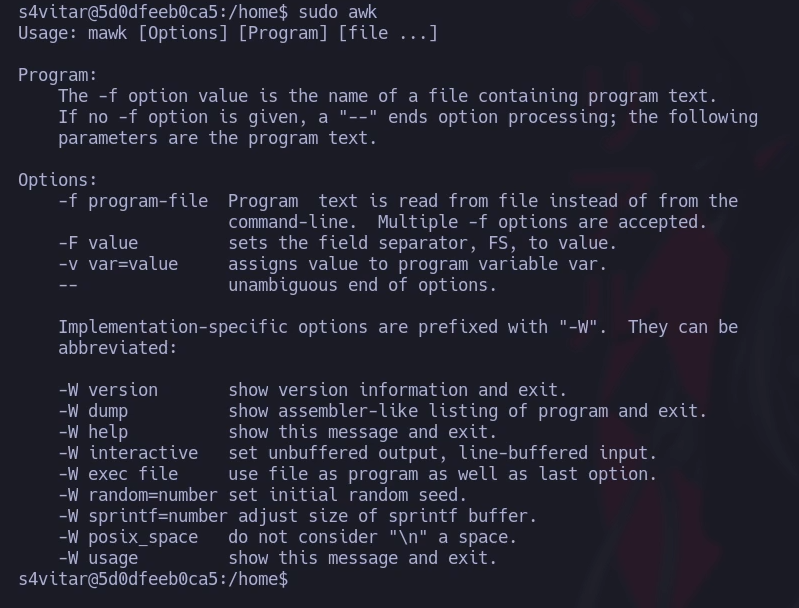 s4vitar@5d0dfeeb0ca5:/home$ sudo awk
Usage: mawk [Options] [Program] [file ...]

Program:
    The -f option value is the name of a file containing program text.
    If no -f option is given, a "--" ends option processing; the following
    parameters are the program text.

Options:
    -f program-file  Program  text is read from file instead of from the
                     command-line.  Multiple -f options are accepted.
    -F value         sets the field separator, FS, to value.
    -v var=value     assigns value to program variable var.
    --               unambiguous end of options.

    Implementation-specific options are prefixed with "-W".  They can be
    abbreviated:

    -W version       show version information and exit.
    -W dump          show assembler-like listing of program and exit.
    -W help          show this message and exit.
    -W interactive   set unbuffered output, line-buffered input.
    -W exec file     use file as program as well as last option.
    -W random=number set initial random seed.
    -W sprintf=number adjust size of sprintf buffer.
    -W posix_space   do not consider "\n" a space.
    -W usage         show this message and exit.
s4vitar@5d0dfeeb0ca5:/home$